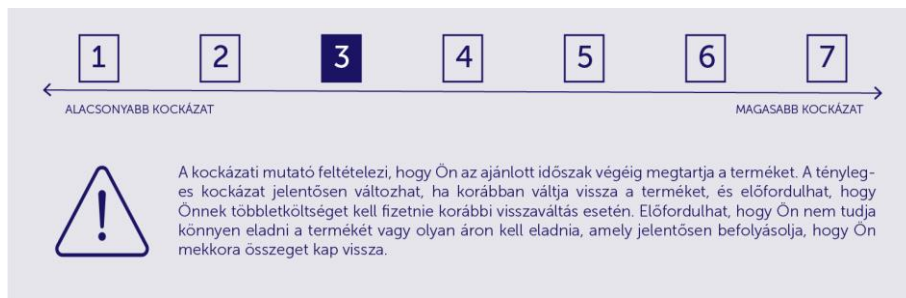 1 2 3 4 5 6 7
ALACSONYABB KOCKÁZAT MAGASABB KOCKÁZAT
A kockázati mutató feltételezi, hogy Ön az ajánlott időszak végéig megtartja a terméket. A tényleg-
es kockázat jelentősen változhat, ha korábban váltja vissza a terméket, és előfordulhat, hogy
Önnek többletköltséget kell fizetnie korábbi visszaváltás esetén. Előfordulhat, hogy Ön nem tudja
könnyen eladni a termékét vagy olyan áron kell eladnia, amely jelentősen befolyásolja, hogy Ön
mekkora összeget kap vissza.